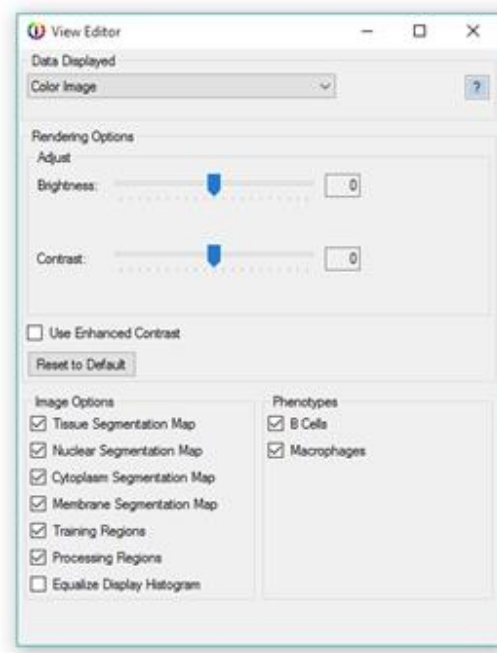 View Editor
Data Displayed
Color Image
?
Rendering Options
Adjust
Brightness:
0
Contrast:
0
Use Enhanced Contrast
Reset to Default
Image Options
Tissue Segmentation Map
Nuclear Segmentation Map
Cytoplasm Segmentation Map
Membrane Segmentation Map
Training Regions
Processing Regions
Equalize Display Histogram
Phenotypes
B Cells
Macrophages